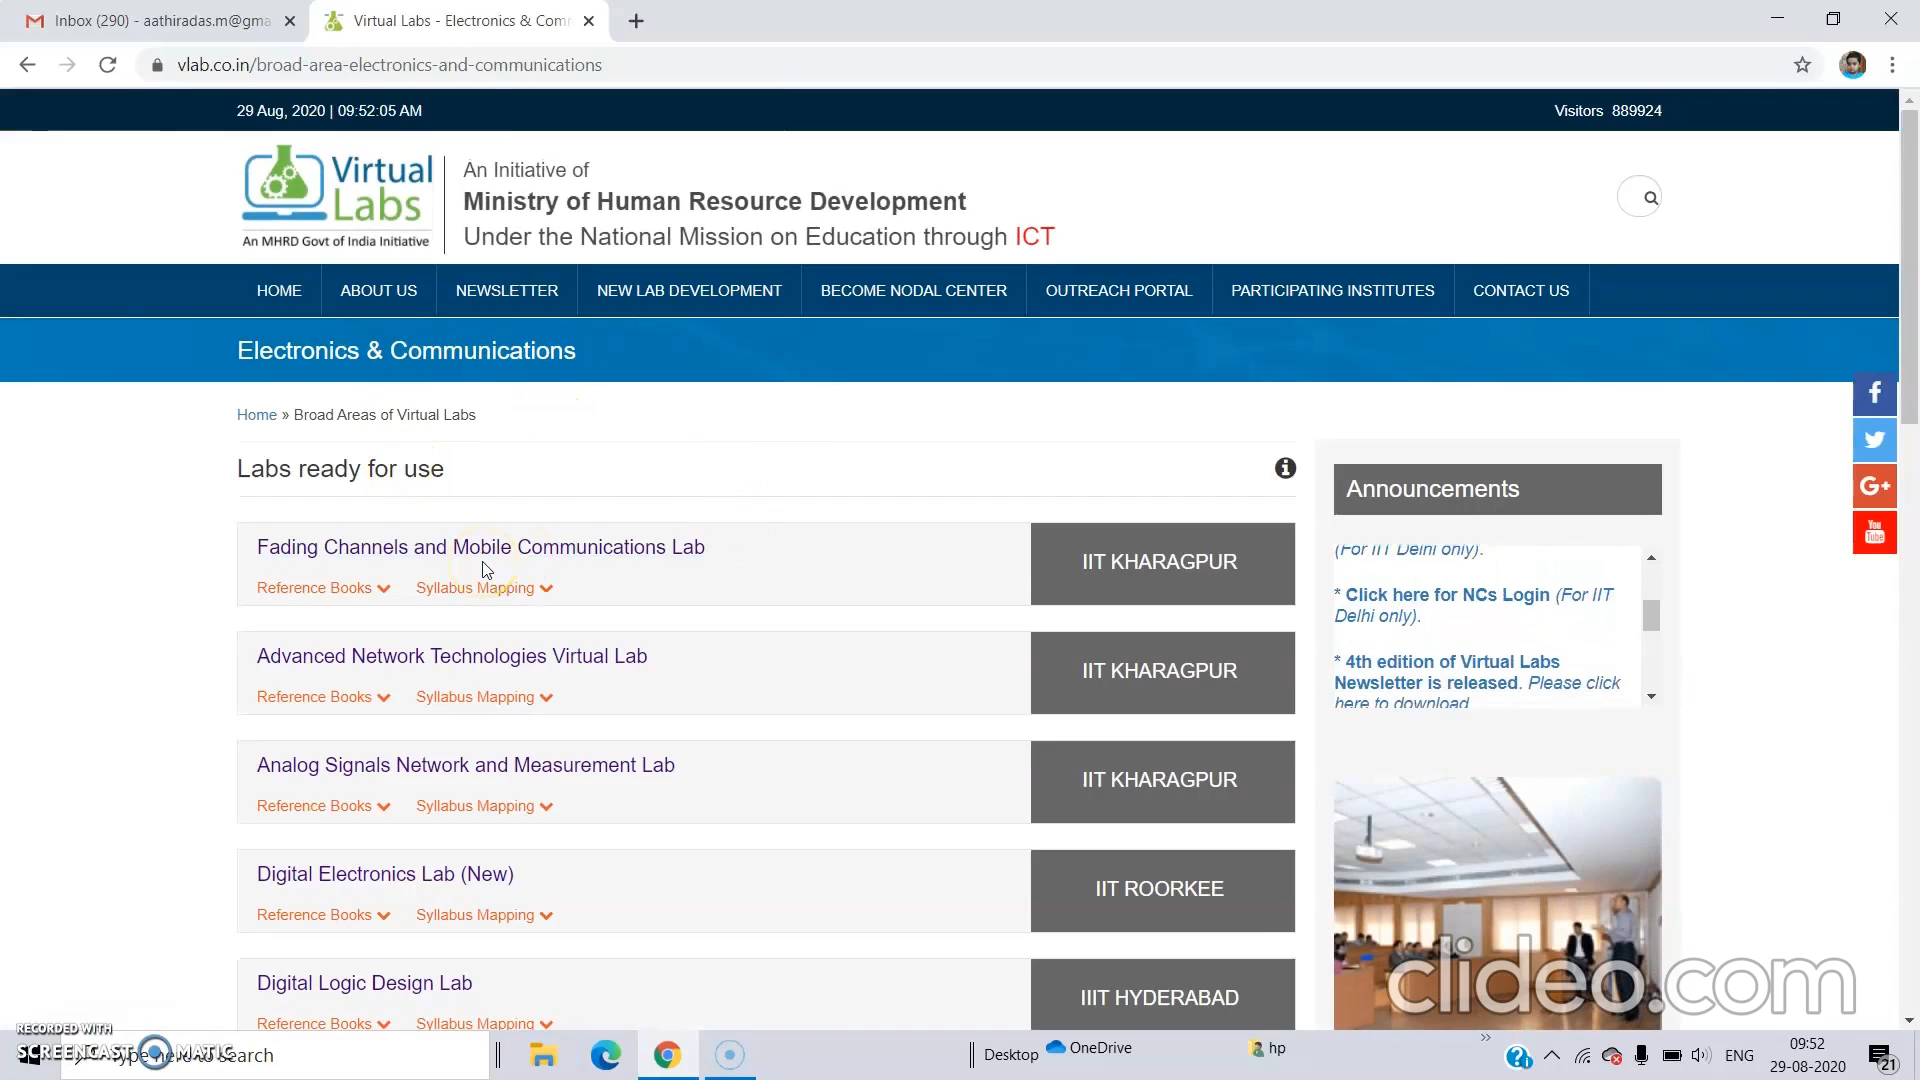 Inbox (290) - aathiradas.m@gma
Virtual Labs - Electronics & Comm
vlab.co.in/broad-area-electronics-and-communications
29 Aug, 2020 | 09:52:05 AM
Visitors 889924
Virtual Labs
An MHRD Govt of India Initiative
An Initiative of
Ministry of Human Resource Development
Under the National Mission on Education through ICT
HOME ABOUT US NEWSLETTER NEW LAB DEVELOPMENT BECOME NODAL CENTER OUTREACH PORTAL PARTICIPATING INSTITUTES CONTACT US
Electronics & Communications
Home » Broad Areas of Virtual Labs
Labs ready for use
Fading Channels and Mobile Communications Lab
Reference Books Syllabus Mapping
IIT KHARAGPUR
Advanced Network Technologies Virtual Lab
Reference Books Syllabus Mapping
IIT KHARAGPUR
Analog Signals Network and Measurement Lab
Reference Books Syllabus Mapping
IIT KHARAGPUR
Digital Electronics Lab (New)
Reference Books Syllabus Mapping
IIT ROORKEE
Digital Logic Design Lab
Reference Books Syllabus Mapping
IIIT HYDERABAD
Announcements
(For IIT Delhi only).
* Click here for NCs Login (For IIT
Delhi only).
* 4th edition of Virtual Labs
Newsletter is released. Please click
here to download
f
G+
You
Tube
clideo.com
RECORDED WITH
SCREENCAST MATIC
Type here to search
Desktop
OneDrive
hp
ENG
09:52
29-08-2020
21